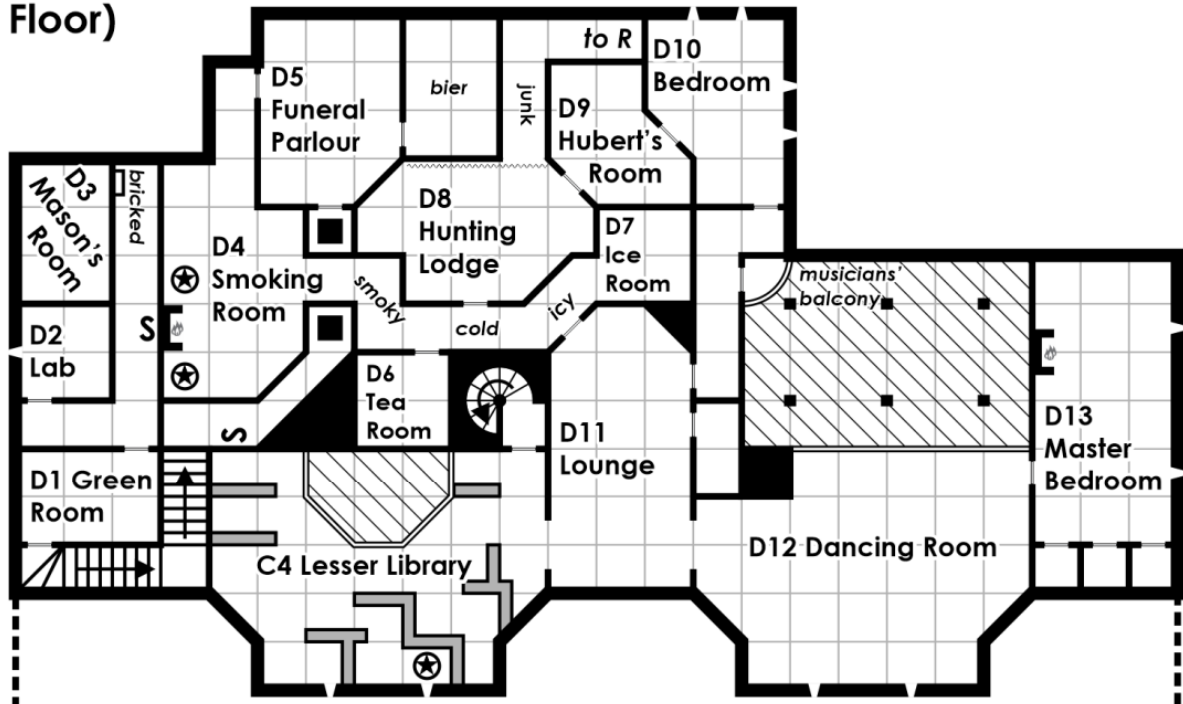 Floor)
to R
D10
Bedroom
D5
Funeral
Parlour
bier
junk
D9
Hubert's
Room
D3
Mason's
Room
bricked
D4
Smoking
Room
D8
Hunting
Lodge
D7
Ice
Room
musicians'
balcony
smoky
icy
cold
S
D2
Lab
D6
Tea
Room
S
D11
Lounge
D13
Master
Bedroom
D1 Green
Room
C4 Lesser Library
D12 Dancing Room